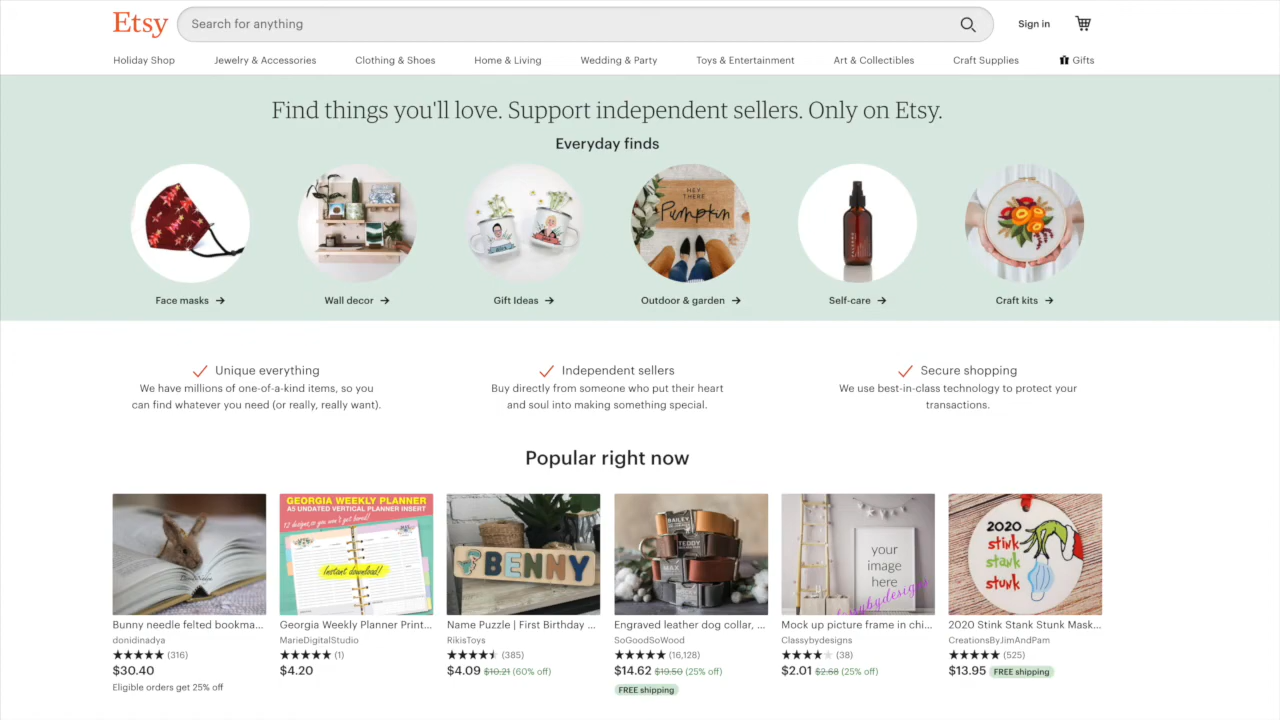 Etsy
Search for anything
Sign in
Holiday Shop
Jewelry & Accessories
Clothing & Shoes
Home & Living
Wedding & Party
Toys & Entertainment
Art & Collectibles
Craft Supplies
Gifts
Find things you'll love. Support independent sellers. Only on Etsy.
Everyday finds
HEY,
THERE
Pumpkin
Face masks
Wall decor
Gift Ideas
Outdoor & garden
Self-care
Craft kits
Unique everything
We have millions of one-of-a-kind items, so you
can find whatever you need (or really, really want).
Independent sellers
Buy directly from someone who put their heart
and soul into making something special.
Secure shopping
We use best-in-class technology to protect your
transactions.
Popular right now
GEORGIA WEEKLY PLANNER
A5 UNDATED VERTICAL PLANNER INSERT
12 designs, so you won't get bored!
Instant download!
BENNY
BAILEY
TEDDY
MAX
your
image
here
classybydesigns
2020
stink
stank
stunk
Bunny needle felted bookma...
donidinadya
(316)
$30.40
Eligible orders get 25% off
Georgia Weekly Planner Print...
MarieDigitalStudio
(1)
$4.20
Name Puzzle | First Birthday ...
RikisToys
(385)
$4.09 $10.21 (60% off)
Engraved leather dog collar, ...
SoGoodSoWood
(16,128)
$14.62 $19.50 (25% off)
FREE shipping
Mock up picture frame in chi...
Classybydesigns
(38)
$2.01 $2.68 (25% off)
2020 Stink Stank Stunk Mask...
CreationsByJimAndPam
(525)
$13.95 FREE shipping